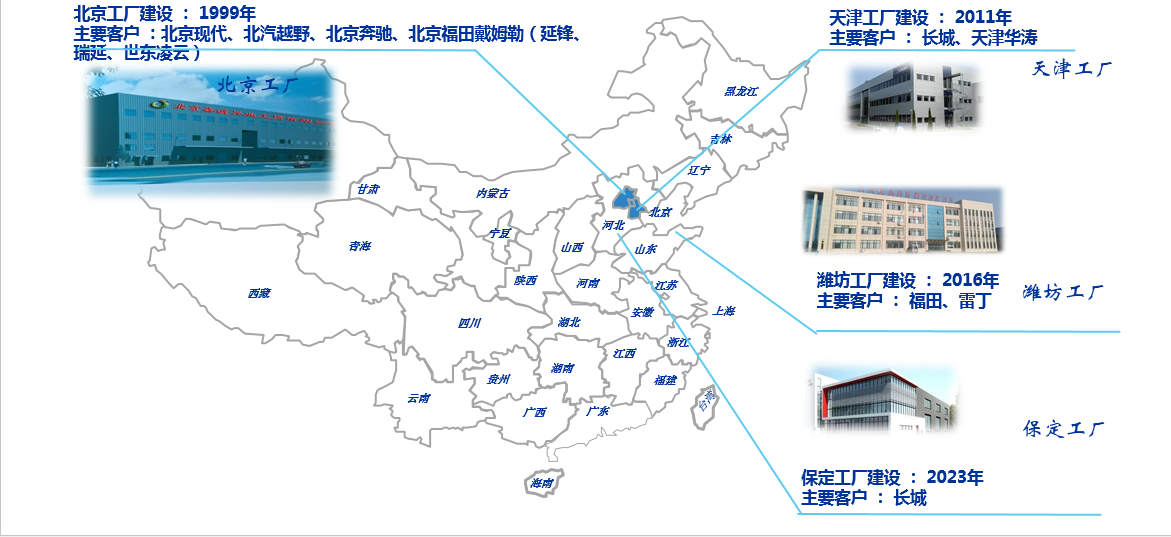 北京工厂建设 ： 1999年
主要客户 ：北京现代、北汽越野、北京奔驰、北京福田戴姆勒（延锋、
瑞延、世东凌云）
北京工厂
天津工厂建设 ： 2011年
主要客户 ： 长城、天津华涛
天津工厂
黑龙江
吉林
辽宁
甘肃
内蒙古
北京
宁夏
河北
青海
山西
山东
陕西
河南
江苏
西藏
安徽
上海
四川
湖北
浙江
江西
湖南
贵州
福建
云南
广西
广东
台湾
海南
潍坊工厂建设 ： 2016年
主要客户 ： 福田、雷丁
潍坊工厂
保定工厂
保定工厂建设 ： 2023年
主要客户 ： 长城